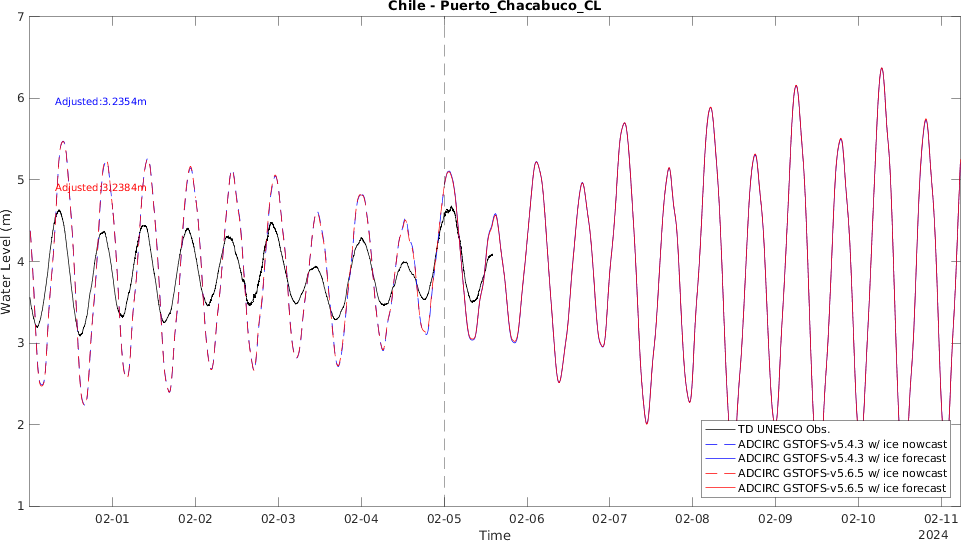 Chile - Puerto_Chacabuco_CL
7
6
5
4
3
2
1
Water Level (m)
Adjusted:3.2354m
Adjusted:3.2384m
TD UNESCO Obs.
ADCIRC GSTOFS-v5.4.3 w/ ice nowcast
ADCIRC GSTOFS-v5.4.3 w/ ice forecast
ADCIRC GSTOFS-v5.6.5 w/ ice nowcast
ADCIRC GSTOFS-v5.6.5 w/ ice forecast
02-01 02-02 02-03 02-04 02-05 02-06 02-07 02-08 02-09 02-10 02-11
Time
2024